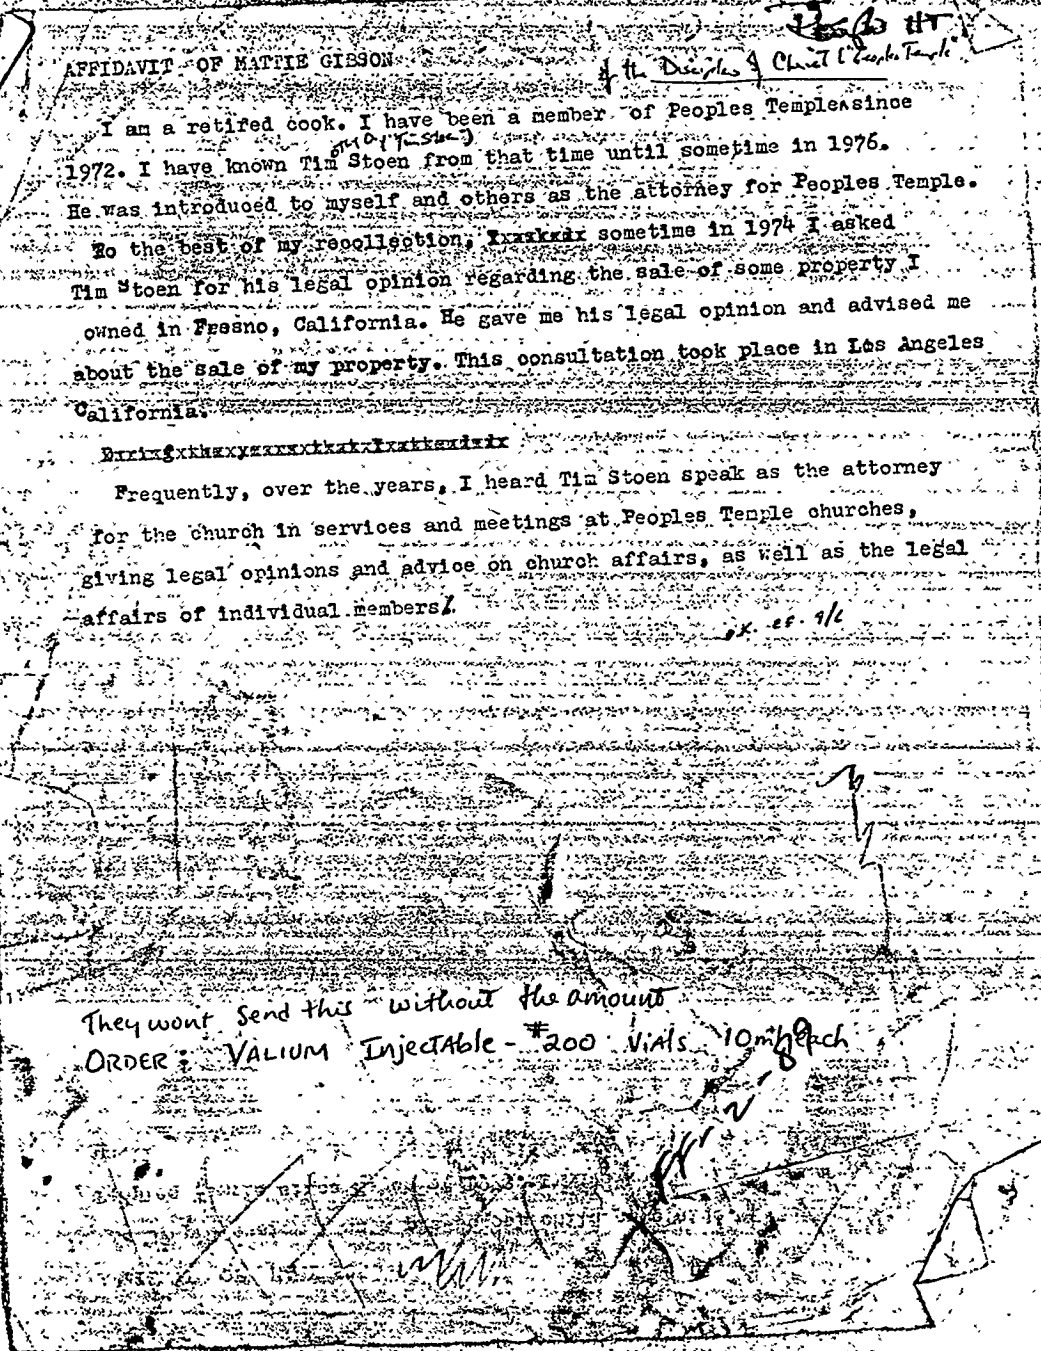 of the Disciples of Christ ("Peoples Temple".
AFFIDAVIT OF MATTIE GIBSON
I am a retired cook. I have been a member of Peoples Temple since
1972. I have known Tim Stoen from that time until sometime in 1976.
He was introduced to myself and others as the attorney for Peoples Temple.
To the best of my recollection, sometime in 1974 I asked
Tim Stoen for his legal opinion regarding the sale of some property I
owned in Fresno, California. He gave me his legal opinion and advised me
about the sale of my property. This consultation took place in Los Angeles
California.
Frequently, over the years, I heard Tim Stoen speak as the attorney
for the church in services and meetings at Peoples Temple churches,
giving legal opinions and advice on church affairs, as well as the legal
affairs of individual members.
They wont send this without the amount
ORDER: VALIUM InjecTAble - #200 ViAls 10mg each